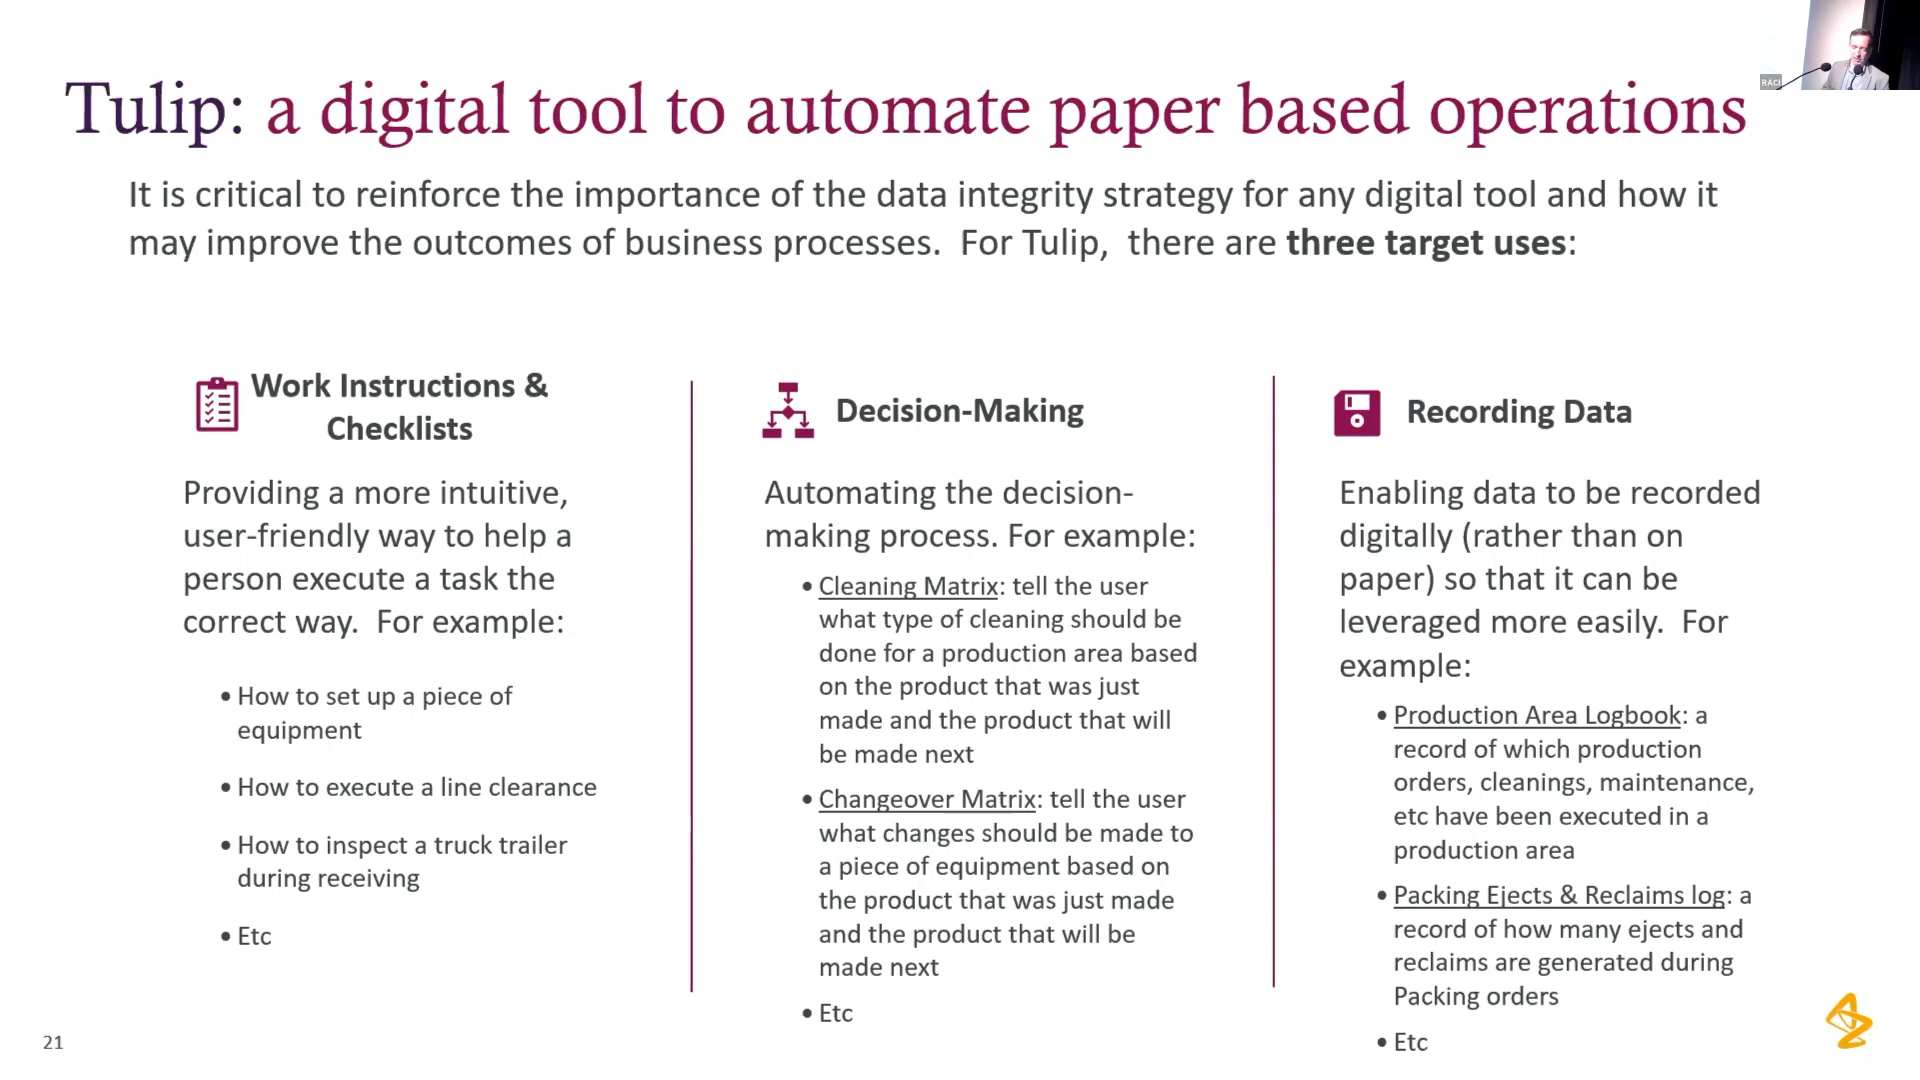 Tulip: a digital tool to automate paper based operations
RACI
It is critical to reinforce the importance of the data integrity strategy for any digital tool and how it
may improve the outcomes of business processes.  For Tulip,  there are three target uses:
Work Instructions &
Checklists
Providing a more intuitive,
user-friendly way to help a
person execute a task the
correct way.  For example:
• How to set up a piece of
equipment
• How to execute a line clearance
• How to inspect a truck trailer
during receiving
• Etc
Decision-Making
Automating the decision-
making process. For example:
• Cleaning Matrix: tell the user
what type of cleaning should be
done for a production area based
on the product that was just
made and the product that will
be made next
• Changeover Matrix: tell the user
what changes should be made to
a piece of equipment based on
the product that was just made
and the product that will be
made next
• Etc
Recording Data
Enabling data to be recorded
digitally (rather than on
paper) so that it can be
leveraged more easily.  For
example:
• Production Area Logbook: a
record of which production
orders, cleanings, maintenance,
etc have been executed in a
production area
• Packing Ejects & Reclaims log: a
record of how many ejects and
reclaims are generated during
Packing orders
• Etc
21